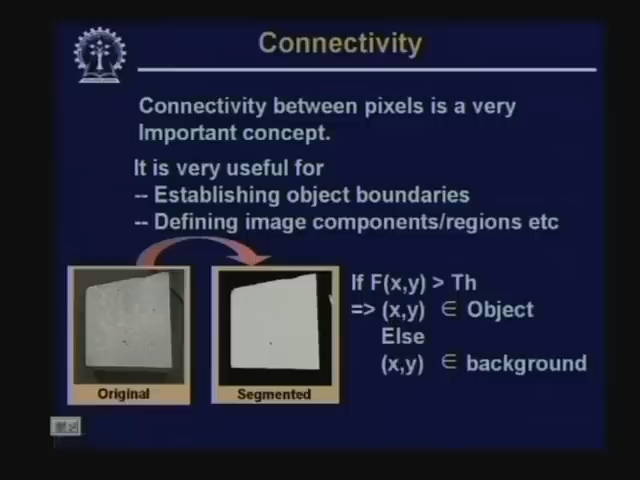 Connectivity
Connectivity between pixels is a very
Important concept.
It is very useful for
-- Establishing object boundaries
-- Defining image components/regions etc
If F(x,y) > Th
=> (x,y) ∈ Object
Else
(x,y) ∈ background
Original
Segmented